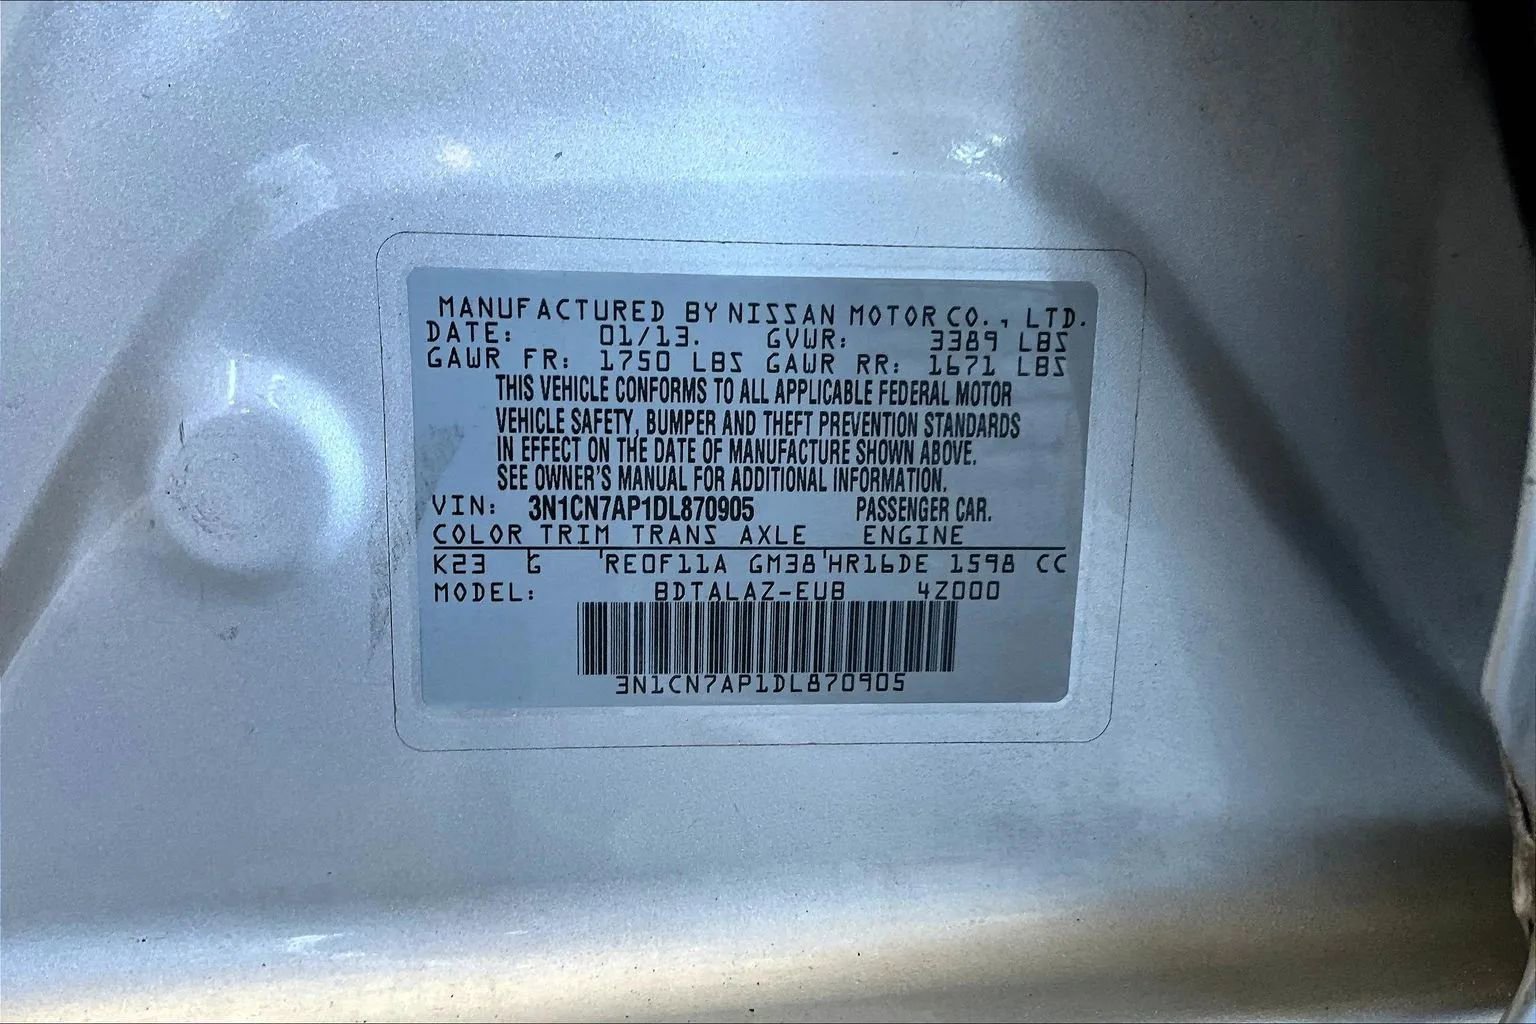 MANUFACTURED BY NISSAN MOTOR CO., LTD.
DATE: 01/13. GVWR: 3389 LBS
GAWR FR: 1750 LBS GAWR RR: 1671 LBS
THIS VEHICLE CONFORMS TO ALL APPLICABLE FEDERAL MOTOR
VEHICLE SAFETY, BUMPER AND THEFT PREVENTION STANDARDS
IN EFFECT ON THE DATE OF MANUFACTURE SHOWN ABOVE.
SEE OWNER'S MANUAL FOR ADDITIONAL INFORMATION.
VIN: 3N1CN7AP1DL870905 PASSENGER CAR.
COLOR TRIM TRANS AXLE ENGINE
K23 G RE0F11A GM38 HR16DE 1598 CC
MODEL: BDTALAZ-EUB 4Z000
3N1CN7AP1DL870905